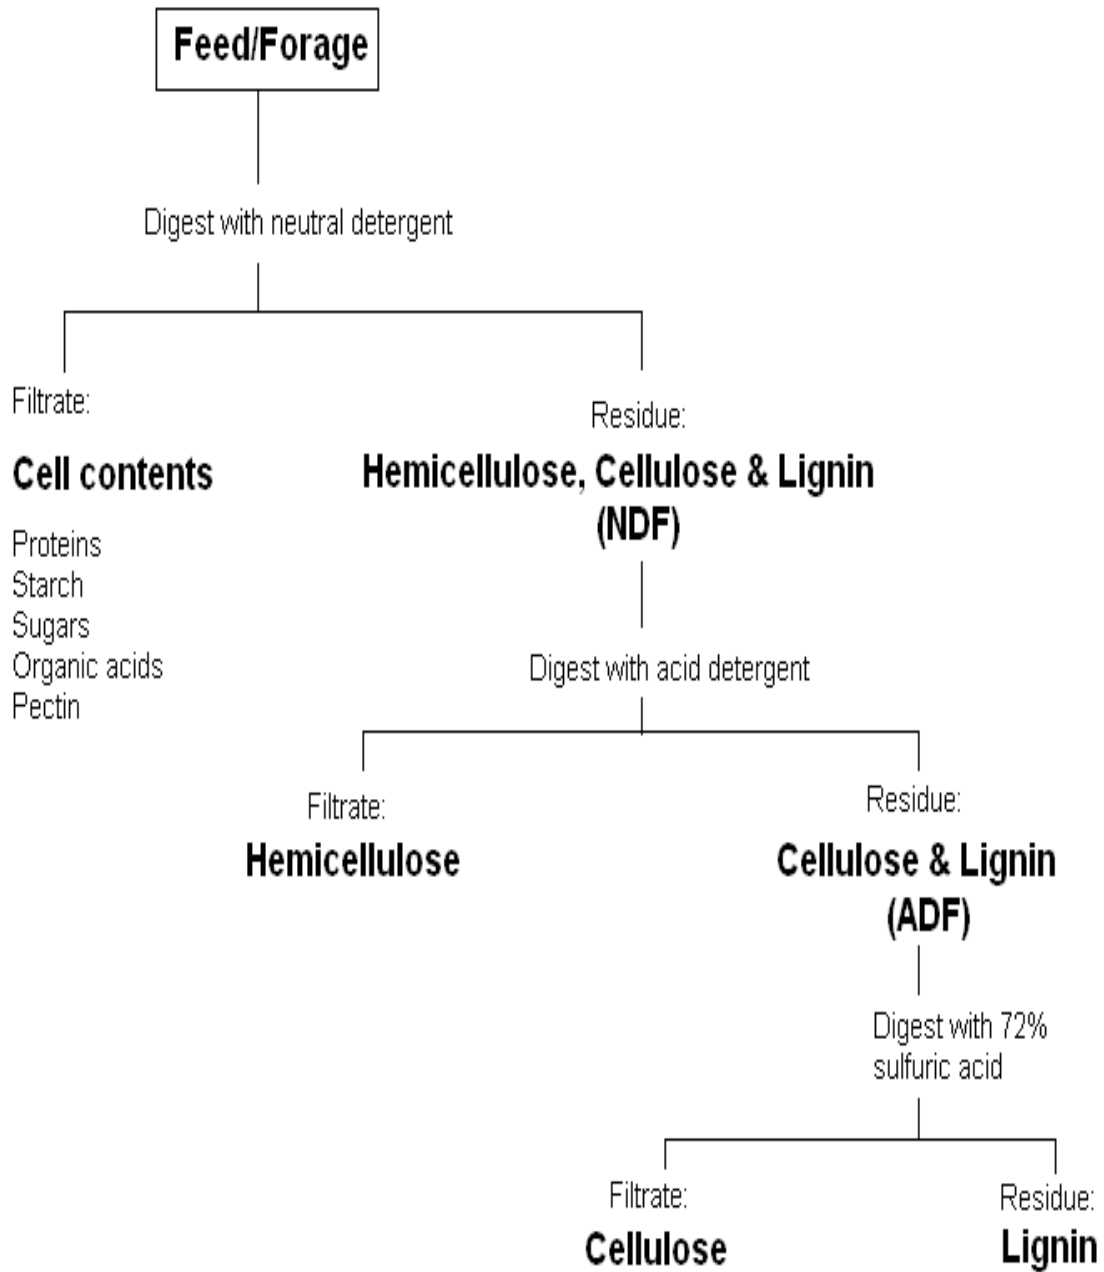 Feed/Forage
Digest with neutral detergent
Filtrate:
Cell contents
Proteins
Starch
Sugars
Organic acids
Pectin
Residue:
Hemicellulose, Cellulose & Lignin
(NDF)
Digest with acid detergent
Filtrate:
Hemicellulose
Residue:
Cellulose & Lignin
(ADF)
Digest with 72%
sulfuric acid
Filtrate:
Cellulose
Residue:
Lignin